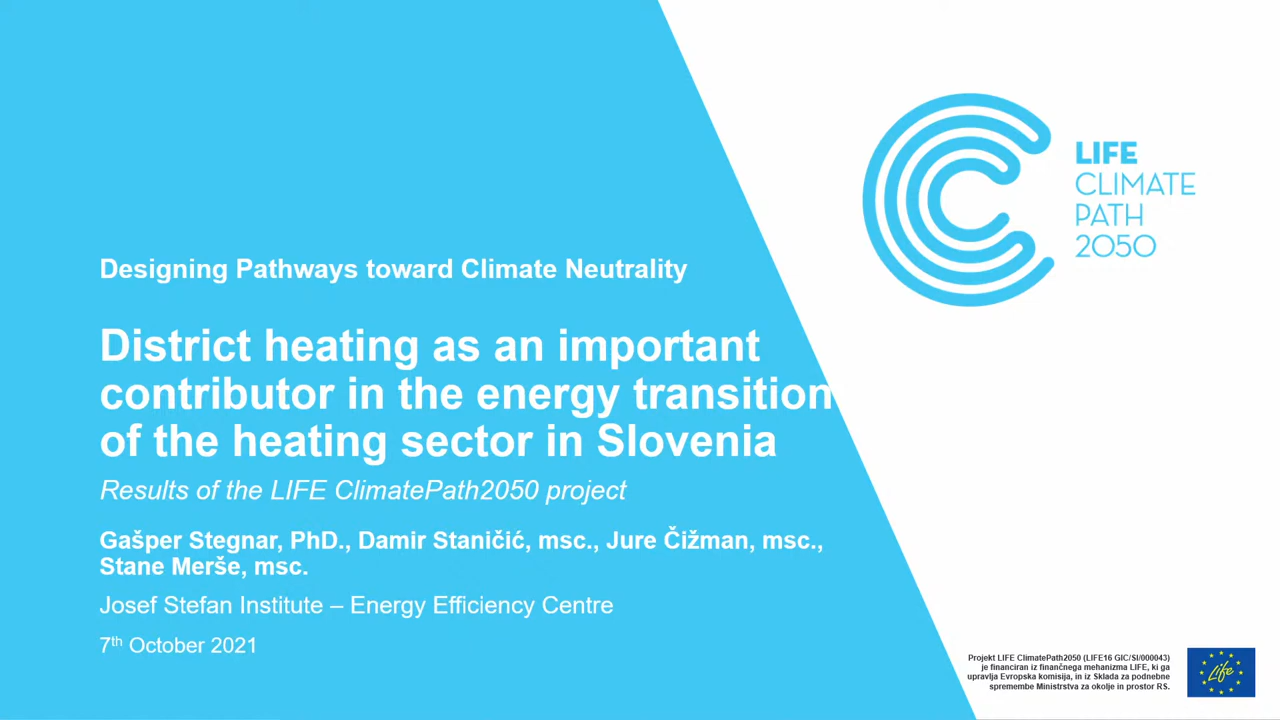 LIFE
CLIMATE
PATH
2050
Designing Pathways toward Climate Neutrality
District heating as an important
contributor in the energy transition
of the heating sector in Slovenia
Results of the LIFE ClimatePath2050 project
Gašper Stegnar, PhD., Damir Staničić, msc., Jure Čižman, msc.,
Stane Merše, msc.
Josef Stefan Institute – Energy Efficiency Centre
7th October 2021
Projekt LIFE ClimatePath2050 (LIFE16 GIC/SI/000043)
je financiran iz finančnega mehanizma LIFE, ki ga
upravlja Evropska komisija, in iz Sklada za podnebne
spremembe Ministrstva za okolje in prostor RS.
Life